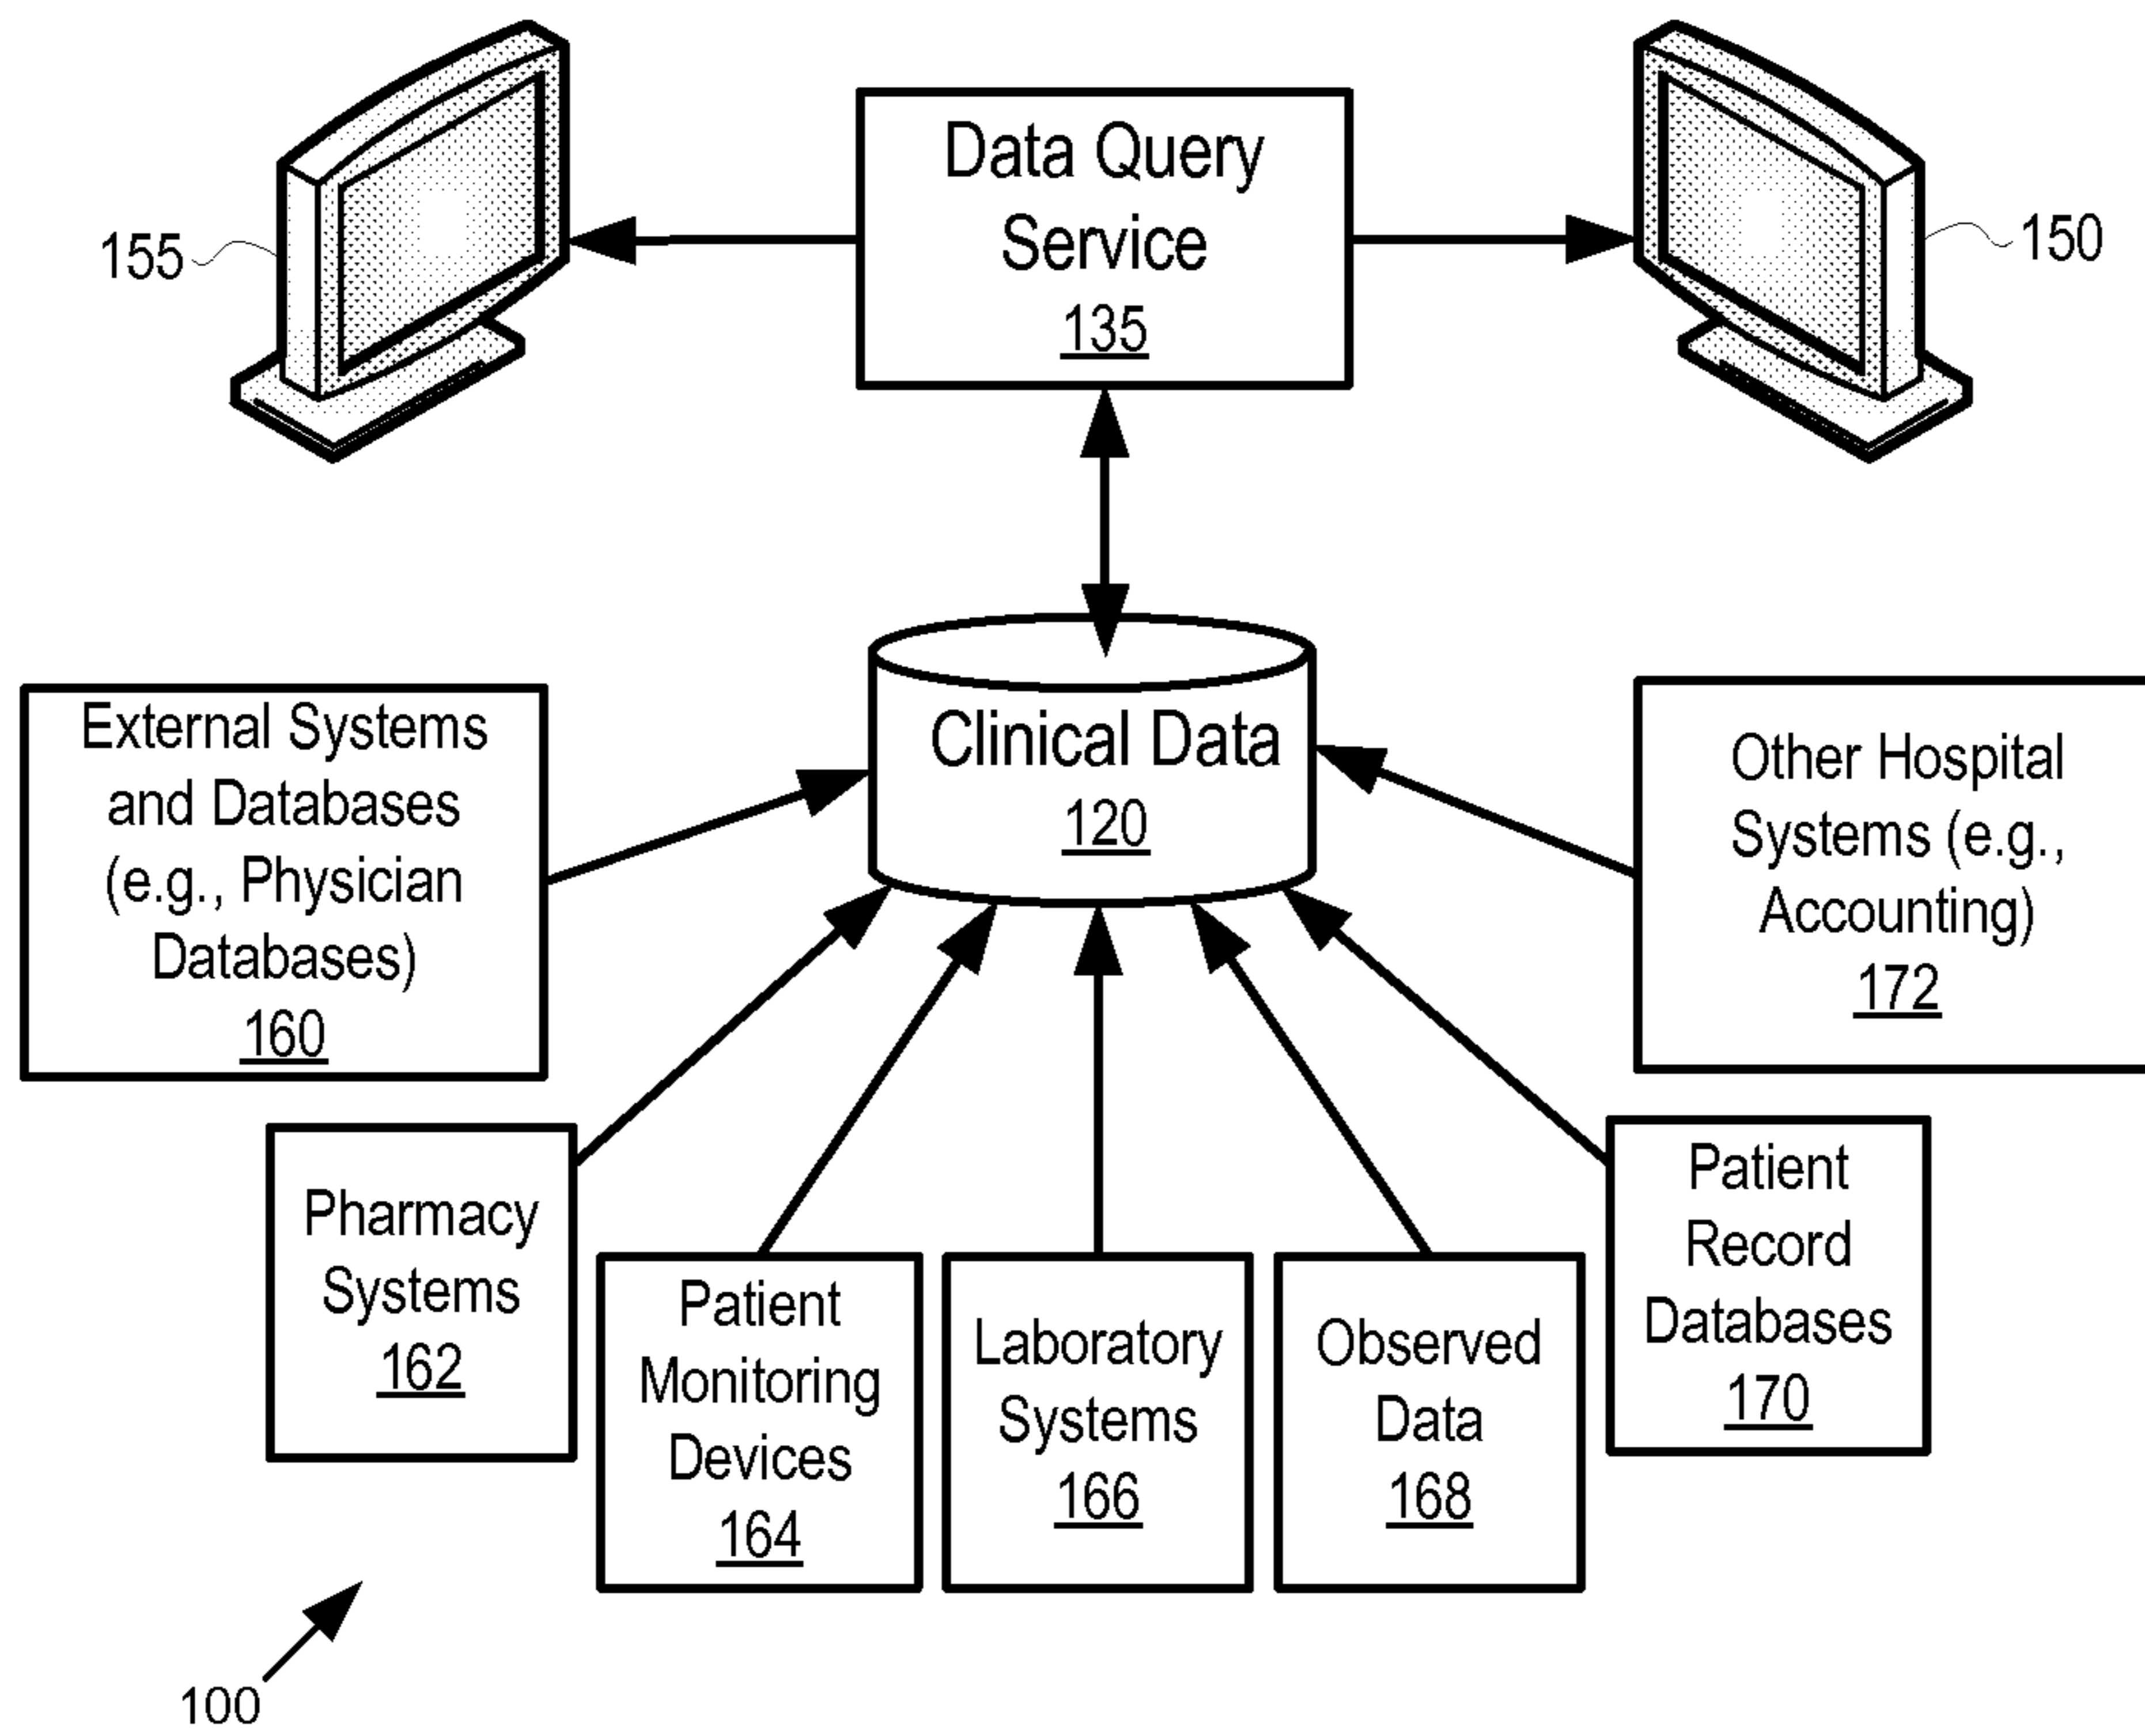 Data Query
Service
135
155
150
Clinical Data
120
External Systems
and Databases
(e.g., Physician
Databases)
160
Other Hospital
Systems (e.g.,
Accounting)
172
Pharmacy
Systems
162
Patient
Monitoring
Devices
164
Laboratory
Systems
166
Observed
Data
168
Patient
Record
Databases
170
100